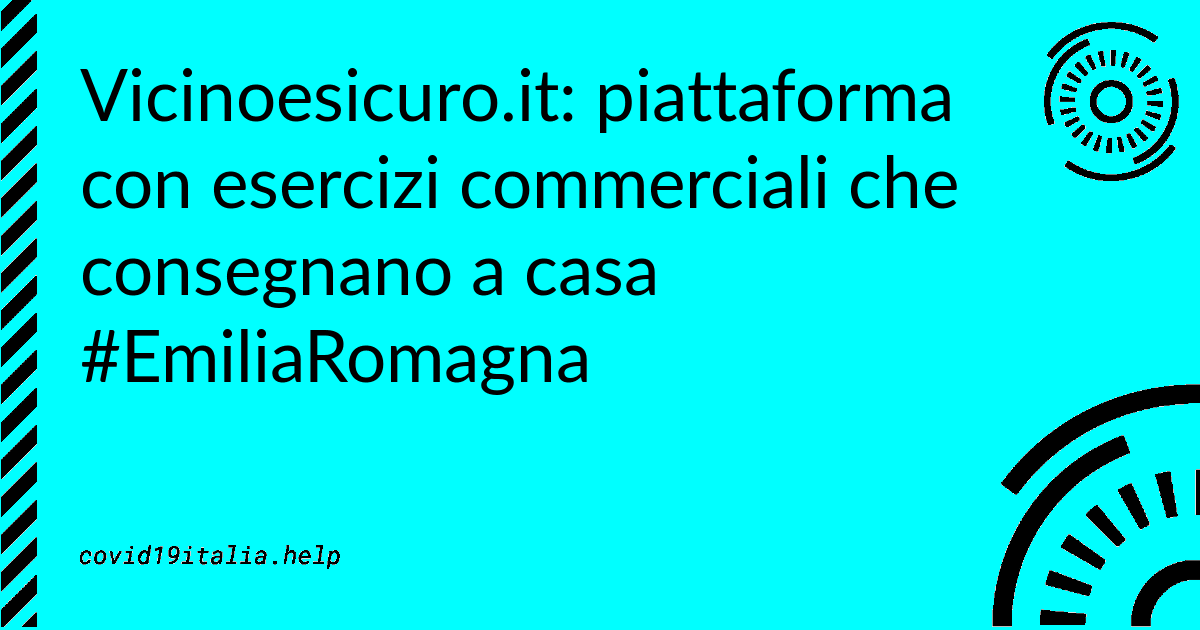 Vicinoesicuro.it: piattaforma
con esercizi commerciali che
consegnano a casa
#EmiliaRomagna
covid19italia.help